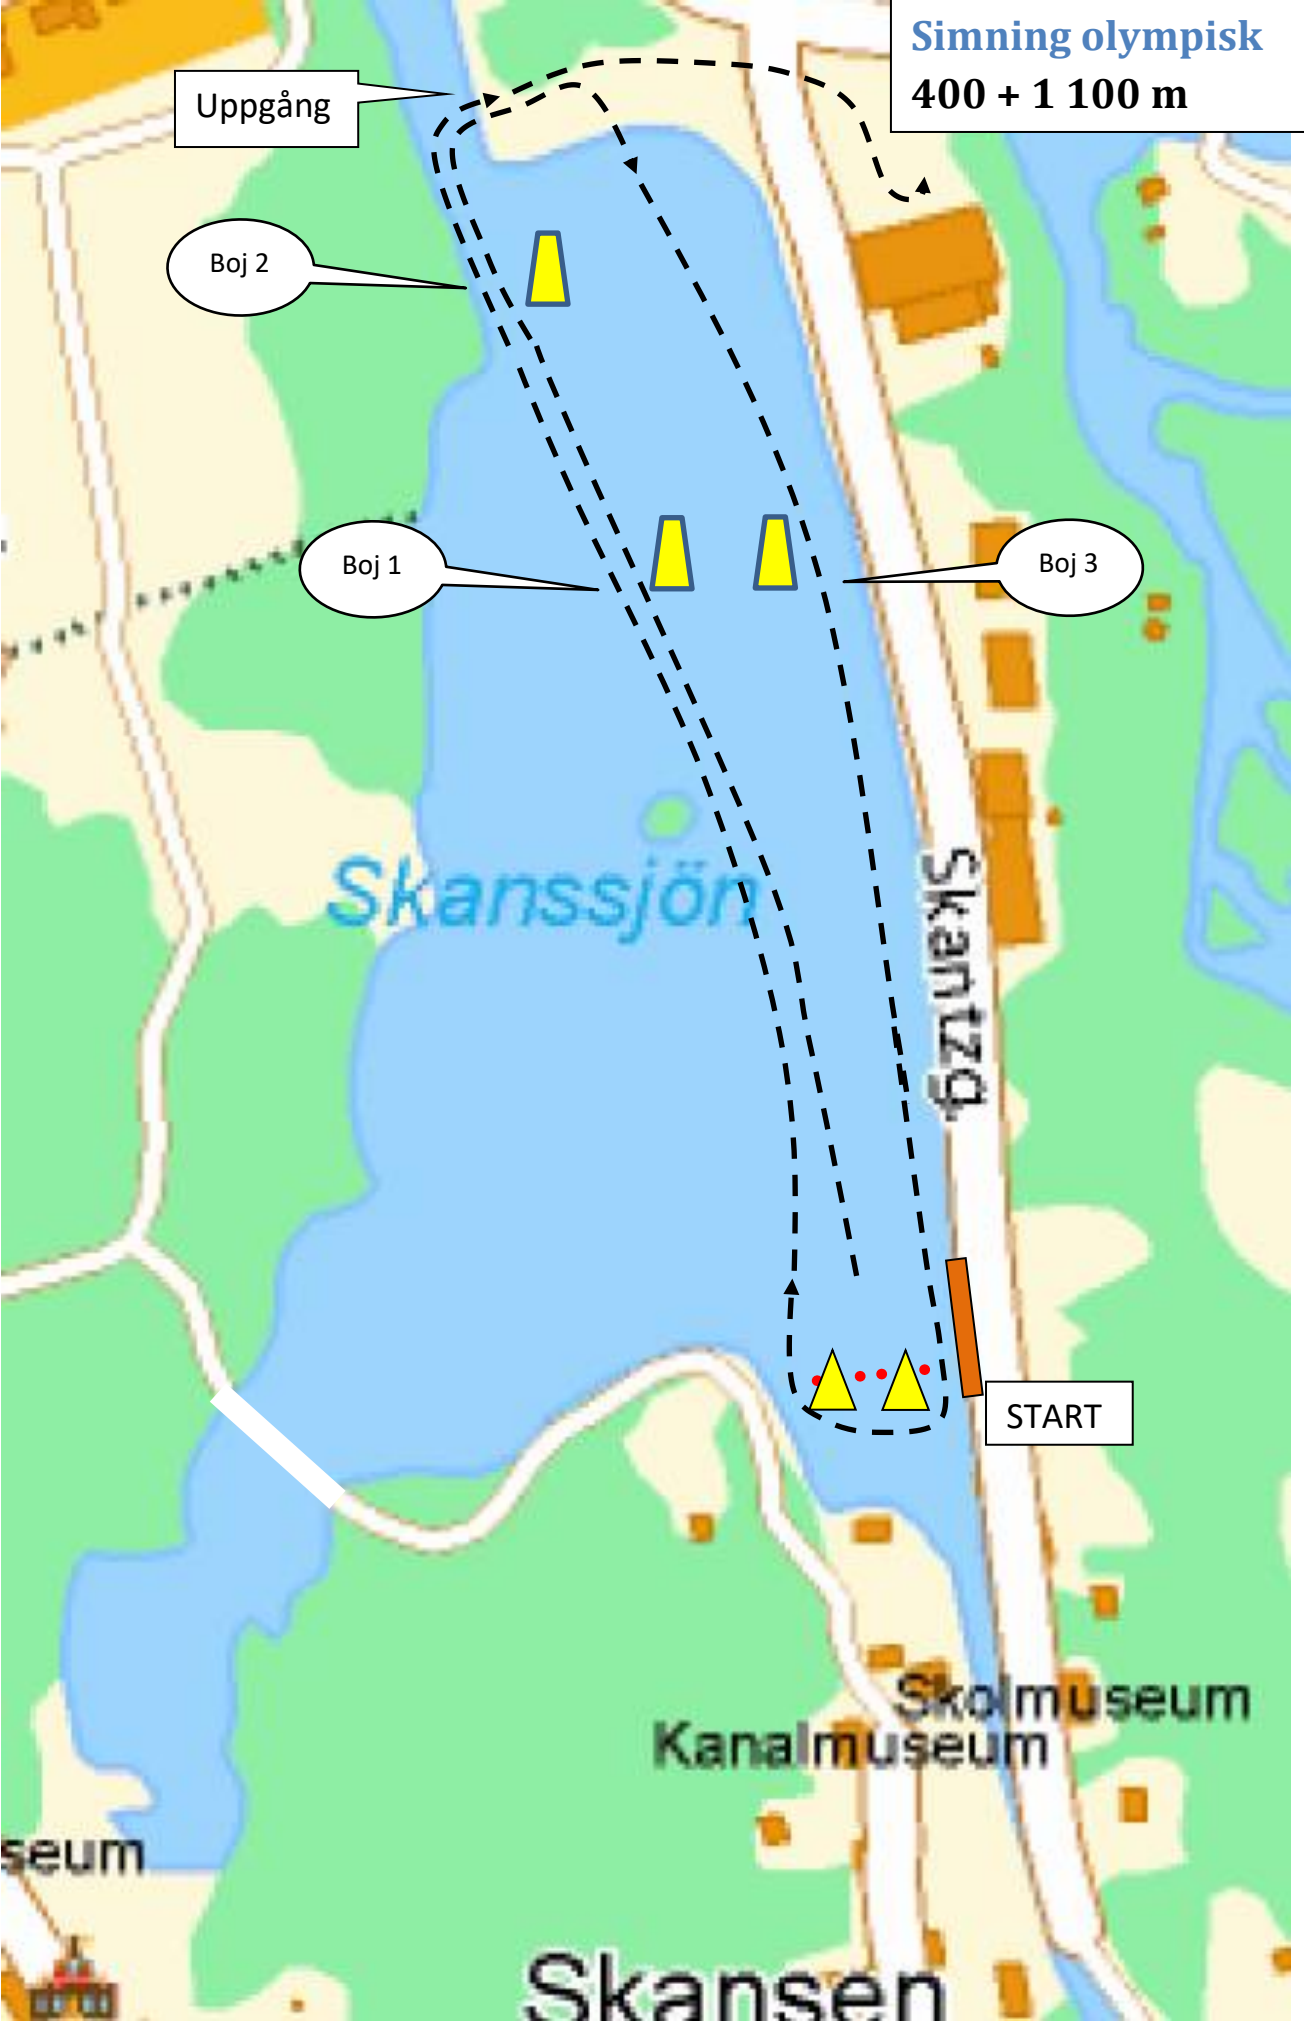 Simning olympisk
400 + 1 100 m
Uppgång
Boj 2
Boj 1
Boj 3
Skanssjön
Skantzg
START
Skolmuseum
Kanalmuseum
seum
Skansen